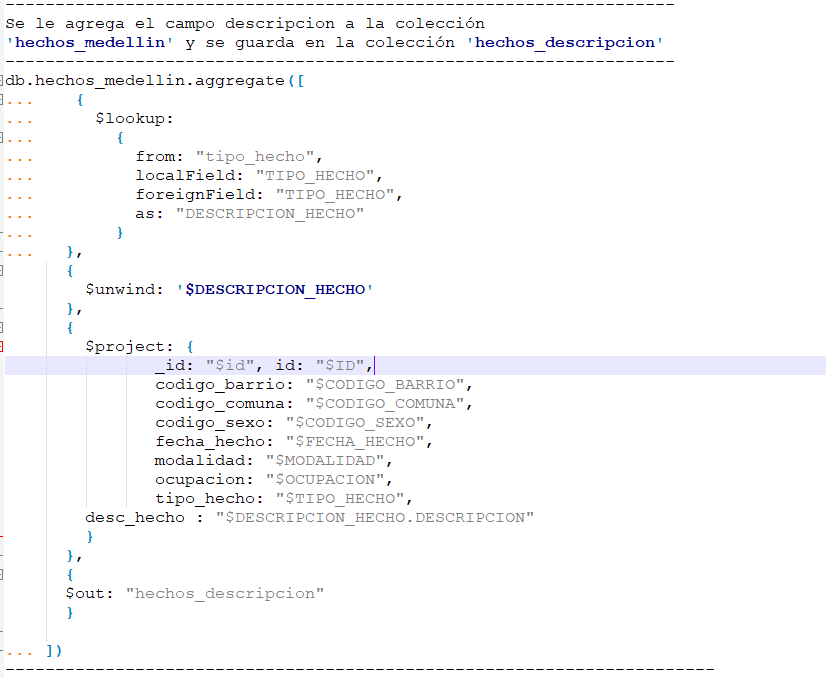 -------------------------------------------------------------------
Se le agrega el campo descripcion a la colección
'hechos_medellin' y se guarda en la colección 'hechos_descripcion'
-------------------------------------------------------------------
db.hechos_medellin.aggregate([
... {
... $lookup:
... {
... from: "tipo_hecho",
... localField: "TIPO_HECHO",
... foreignField: "TIPO_HECHO",
... as: "DESCRIPCION_HECHO"
... }
... },
{
$unwind: '$DESCRIPCION_HECHO'
},
{
$project: {
_id: "$id", id: "$ID",
codigo_barrio: "$CODIGO_BARRIO",
codigo_comuna: "$CODIGO_COMUNA",
codigo_sexo: "$CODIGO_SEXO",
fecha_hecho: "$FECHA_HECHO",
modalidad: "$MODALIDAD",
ocupacion: "$OCUPACION",
tipo_hecho: "$TIPO_HECHO",
desc_hecho : "$DESCRIPCION_HECHO.DESCRIPCION"
}
},
{
$out: "hechos_descripcion"
}
... ])
-----------------------------------------------------------------------